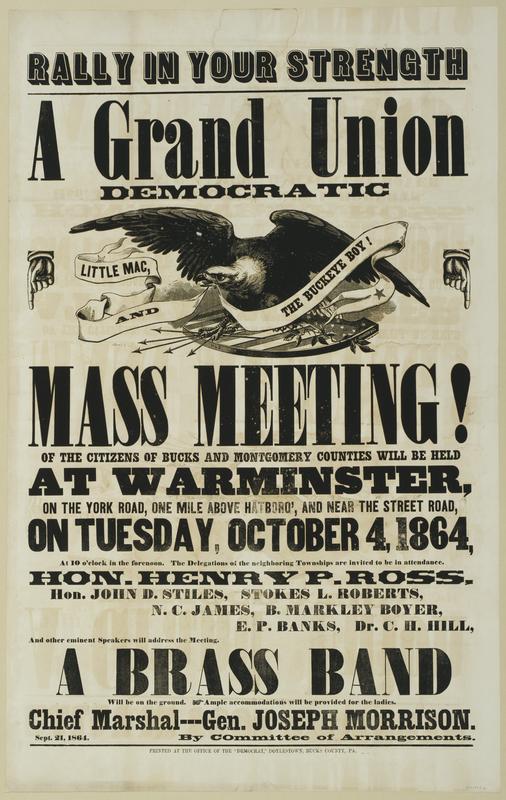 RALLY IN YOUR STRENGTH
A Grand Union
DEMOCRATIC
LITTLE MAC,
AND
THE BUCKEYE BOY!
MASS MEETING!
OF THE CITIZENS OF BUCKS AND MONTGOMERY COUNTIES WILL BE HELD
AT WARMINSTER,
ON THE YORK ROAD, ONE MILE ABOVE HATBORO', AND NEAR THE STREET ROAD,
ON TUESDAY, OCTOBER 4, 1864,
At 10 o'clock in the forenoon. The Delegations of the neighboring Townships are invited to be in attendance.
HON. HENRY P. ROSS,
Hon. JOHN D. STILES, STOKES L. ROBERTS,
N. C. JAMES, B. MARKLEY BOYER,
E. P. BANKS, Dr. C. H. HILL,
And other eminent Speakers will address the Meeting.
A BRASS BAND
Will be on the ground. ☞Ample accommodations will be provided for the ladies.
Chief Marshal---Gen. JOSEPH MORRISON.
Sept. 21, 1864. By COmmittee of Arrangements.
PRINTED AT THE OFFICE OF THE "DEMOCRAT," DOYLESTOWN, BUCKS COUNTY, PA.